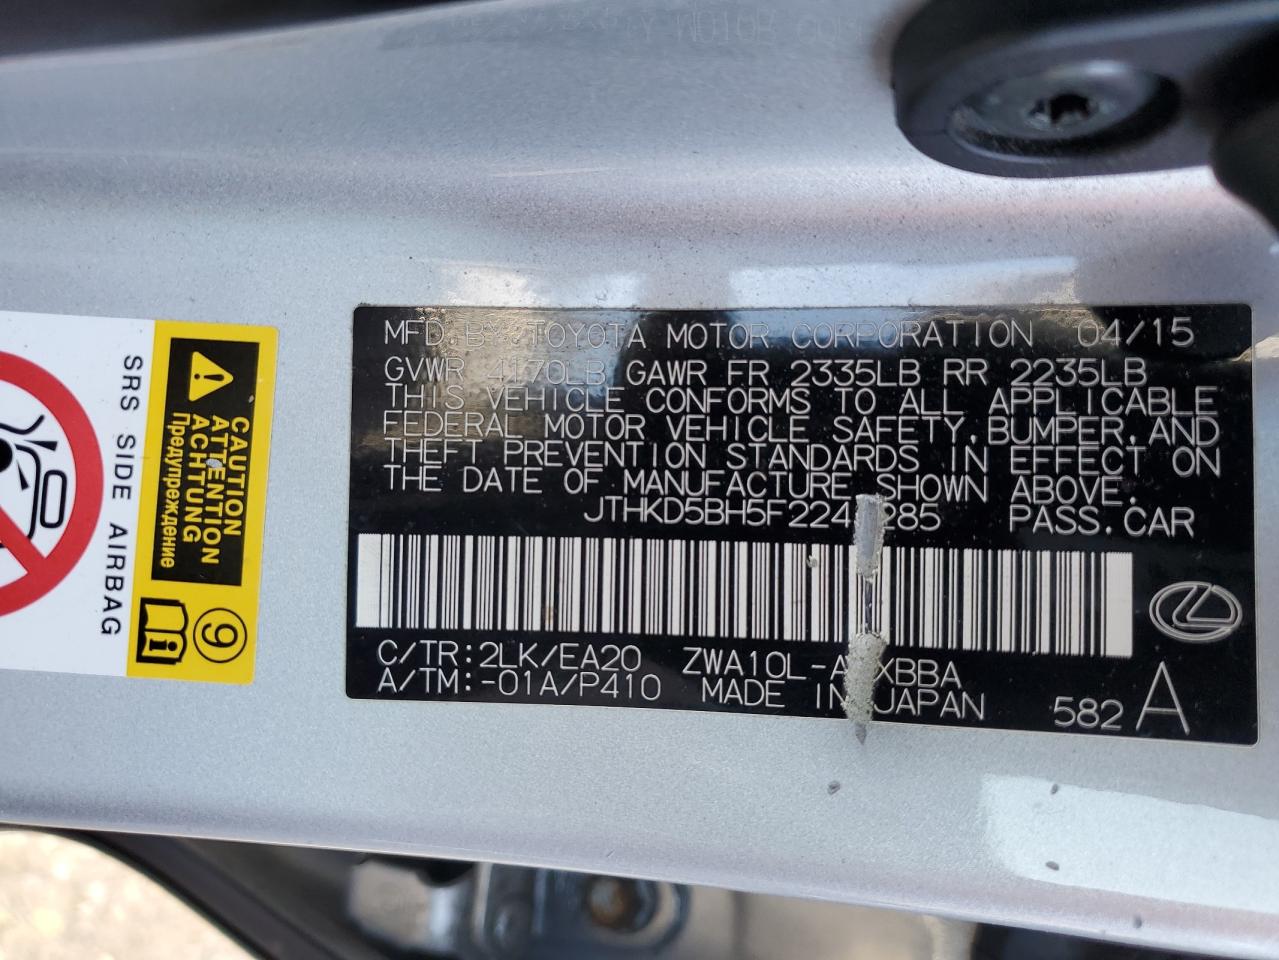 MFD.BY:TOYOTA MOTOR CORPORATION 04/15
GVWR 4170LB GAWR FR 2335LB RR 2235LB
THIS VEHICLE CONFORMS TO ALL APPLICABLE
FEDERAL MOTOR VEHICLE SAFETY,BUMPER,AND
THEFT PREVENTION STANDARDS IN EFFECT ON
THE DATE OF MANUFACTURE SHOWN ABOVE.
PASS.CAR
C/TR:2LK/EA20
A/TM:-01A/P410 MADE IN JAPAN 582 A
SRS SIDE AIRBAG
CAUTION
ATTENTION
ACHTUNG
Предупреждение
9